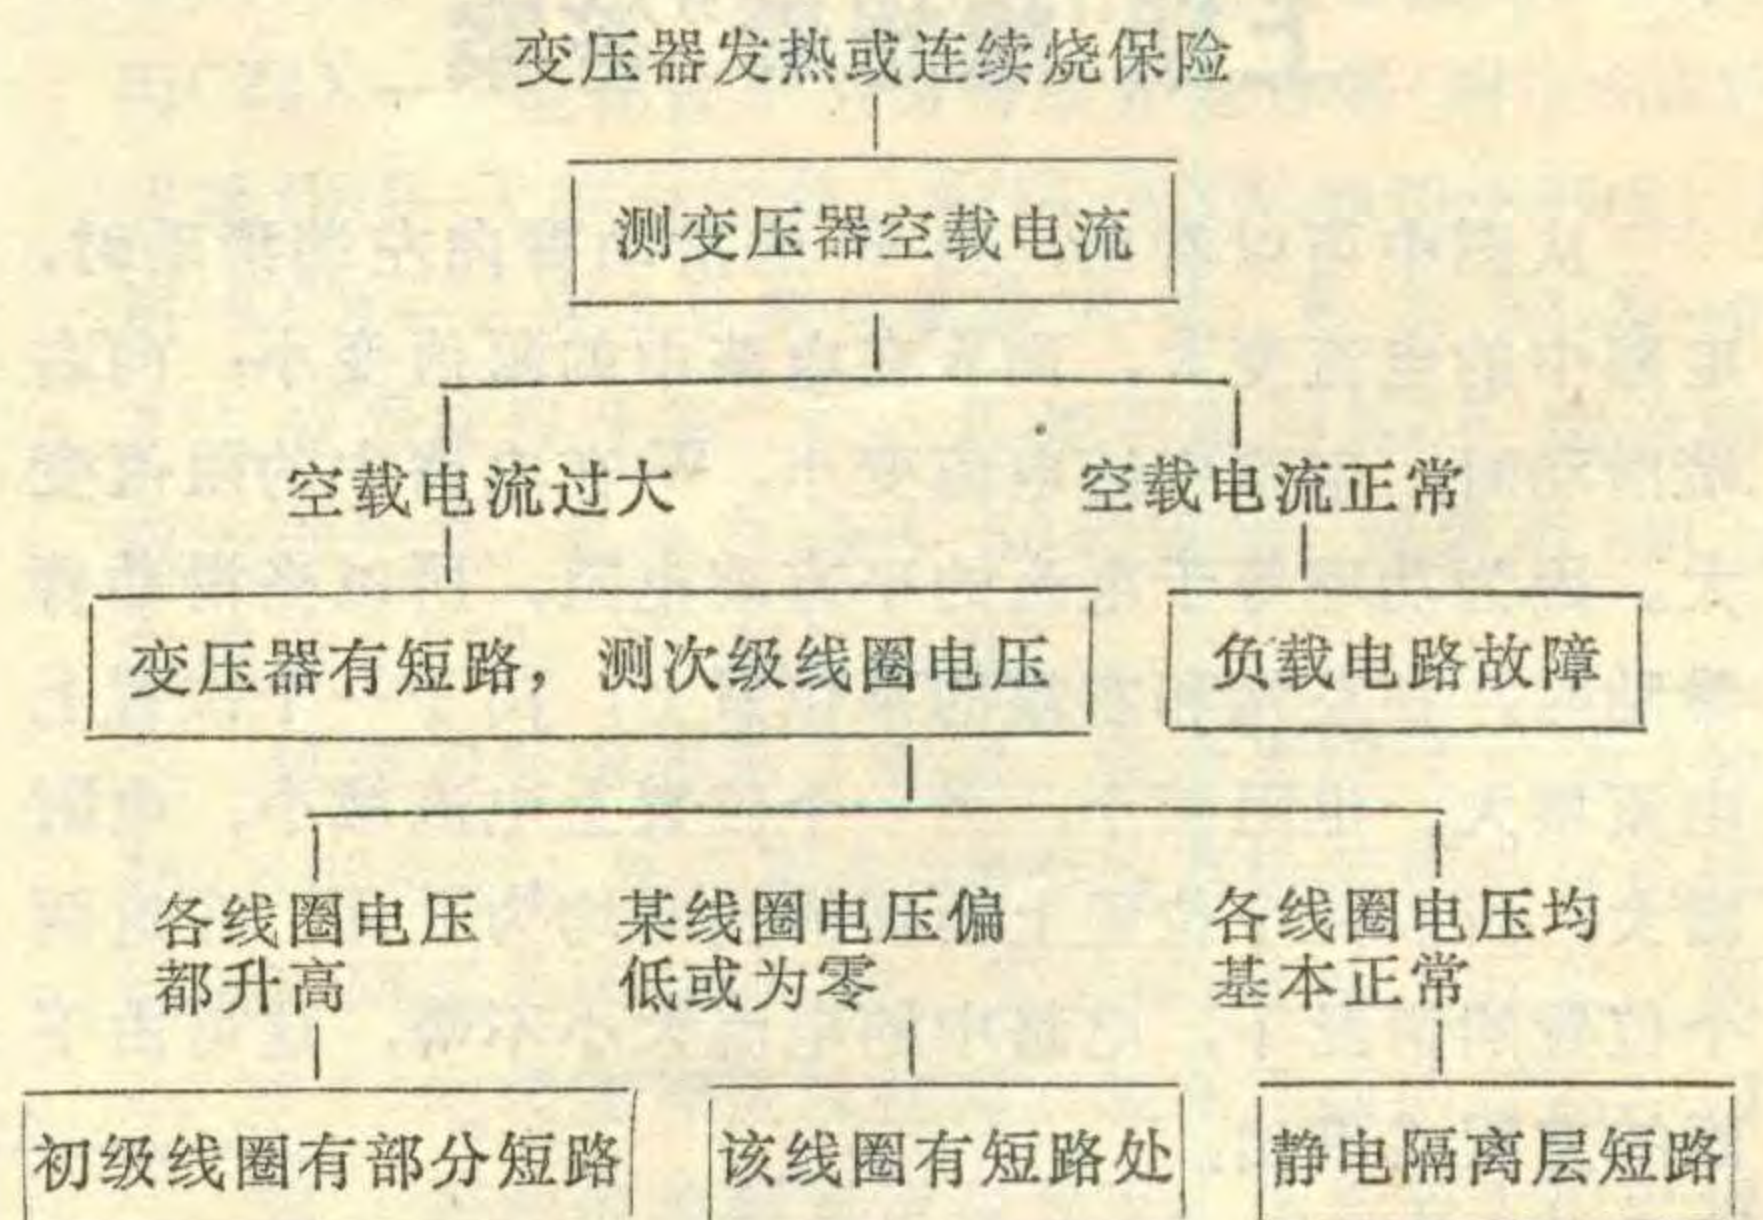 变压器发热或连续烧保险
测变压器空载电流
空载电流过大
空载电流正常
变压器有短路，测次级线圈电压
负载电路故障
各线圈电压
都升高
某线圈电压偏
低或为零
各线圈电压均
基本正常
初级线圈有部分短路
该线圈有短路处
静电隔离层短路